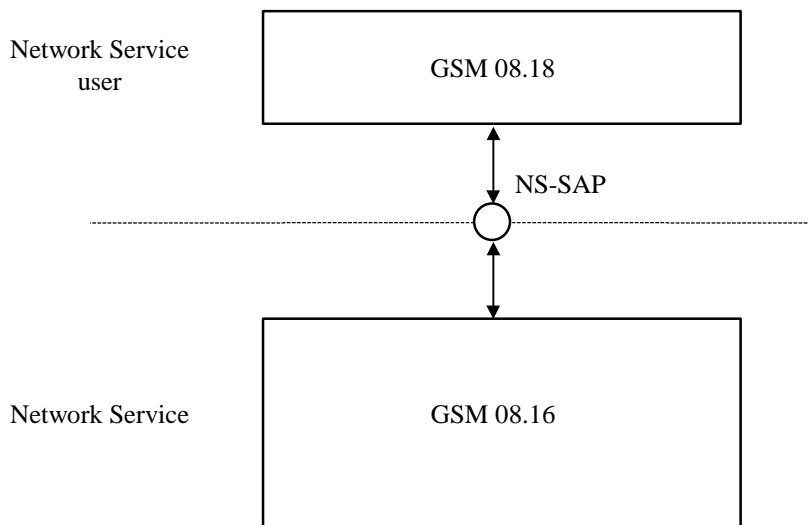 Network Service
user
GSM 08.18
NS-SAP
Network Service
GSM 08.16